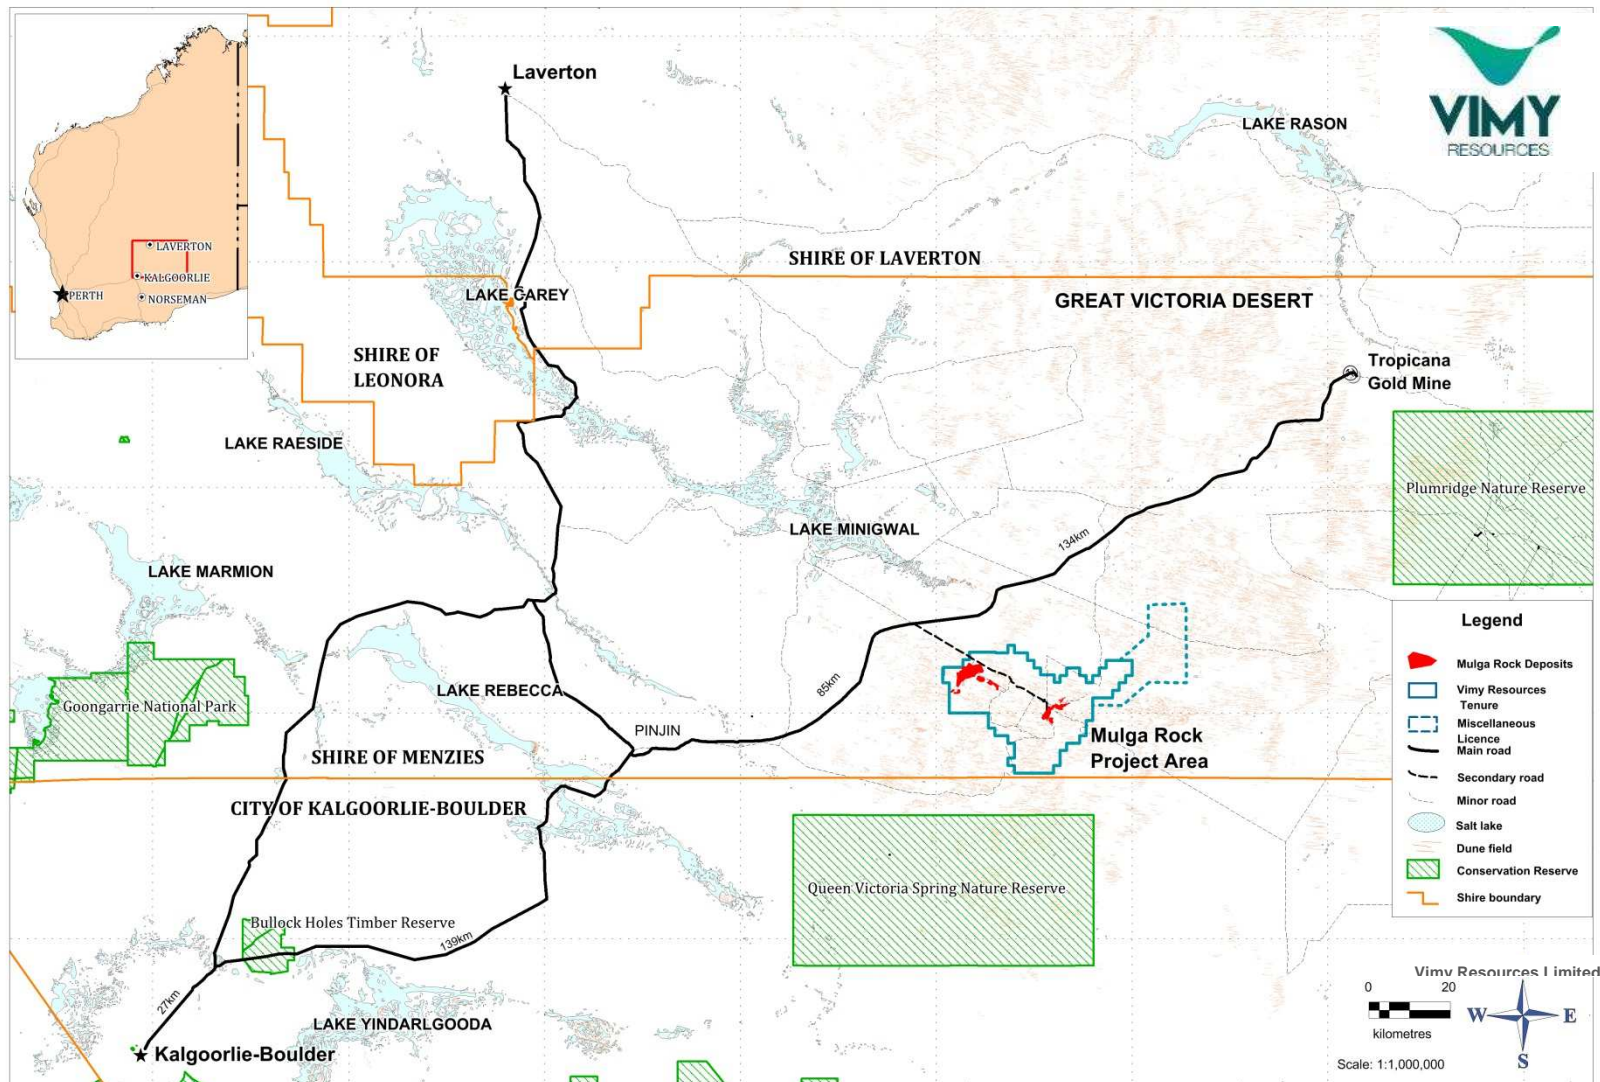 Laverton
LAKE RASON
VIMY
RESOURCES
LAVERTON
KALGOORLIE
PERTH
NORSEMAN
SHIRE OF LAVERTON
LAKE CAREY
GREAT VICTORIA DESERT
SHIRE OF
LEONORA
Tropicana
Gold Mine
LAKE RAESIDE
Plumridge Nature Reserve
LAKE MINIGWAL
134km
LAKE MARMION
Legend
Mulga Rock Deposits
Vimy Resources
Tenure
Miscellaneous
Licence
Main road
Secondary road
Minor road
Salt lake
Dune field
Conservation Reserve
Shire boundary
LAKE REBECCA
85km
Goongarrie National Park
PINJIN
Mulga Rock
Project Area
SHIRE OF MENZIES
CITY OF KALGOORLIE-BOULDER
Queen Victoria Spring Nature Reserve
Bullock Holes Timber Reserve
139km
27km
LAKE YINDARLGOODA
Kalgoorlie-Boulder
Vimy Resources Limited
0 20
kilometres
W E
S
Scale: 1:1,000,000